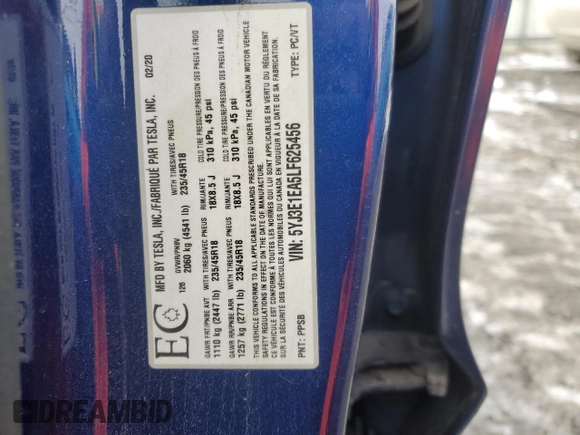 MFD BY TESLA, INC./FABRIQUÉ PAR TESLA, INC. 02/20
EC
126
GVWR/PNBV WITH TIRES/AVEC PNEUS COLD TIRE PRESSURE/PRESSION DES PNEUS À FROID
2060 kg (4541 lb) 235/45R18 310 kPa, 45 psi
GAWR FRT/PNBE AVT WITH TIRES/AVEC PNEUS RIM/JANTE
1110 kg (2447 lb) 235/45R18 18X8.5 J 310 kPa, 45 psi
GAWR RR/PNBE ARR WITH TIRES/AVEC PNEUS RIM/JANTE COLD TIRE PRESSURE/PRESSION DES PNEUS À FROID
1257 kg (2771 lb) 235/45R18 18X8.5 J 310 kPa, 45 psi
THIS VEHICLE CONFORMS TO ALL APPLICABLE STANDARDS PRESCRIBED UNDER THE CANADIAN MOTOR VEHICLE
SAFETY REGULATIONS IN EFFECT ON THE DATE OF MANUFACTURE
CE VÉHICULE EST CONFORME À TOUTES LES NORMES QUI LUI SONT APPLICABLES EN VERTU DU RÈGLEMENT
SUR LA SÉCURITÉ DES VÉHICULES AUTOMOBILES DU CANADA EN VIGUEUR À LA DATE DE SA FABRICATION.
VIN: 5YJ3E1EA5LF625456 TYPE: PC/VT
PNT: PPSB
DREAMBID